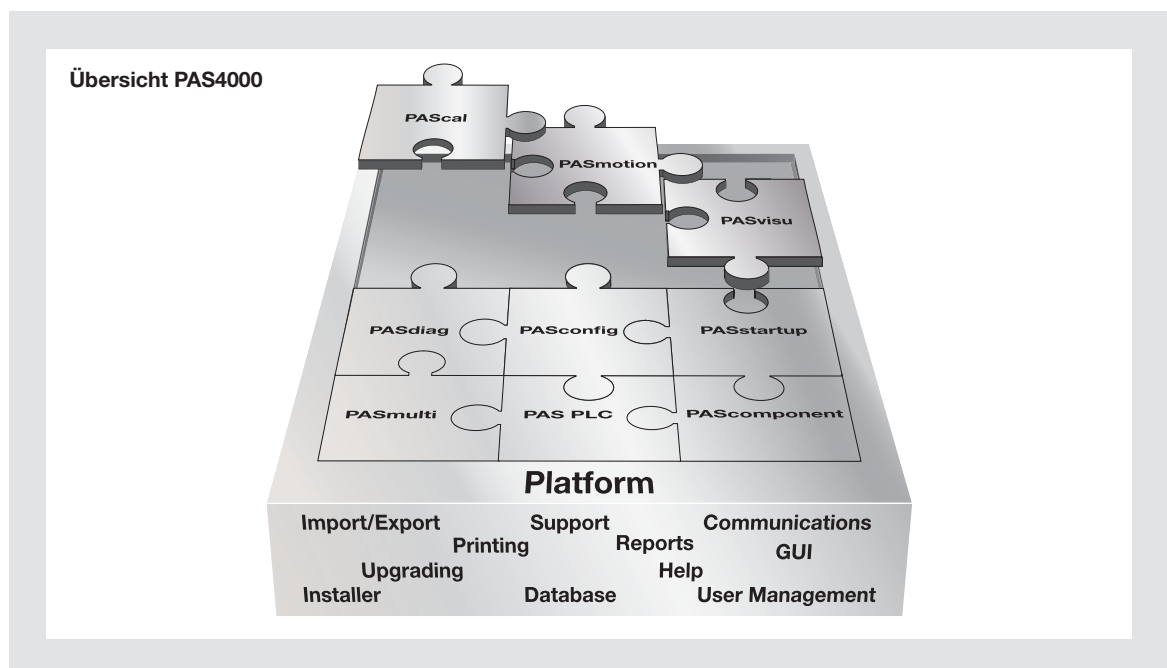 Übersicht PAS4000
PAScal
PASmotion
PASvisu
PASdiag PASconfig PASstartup
PASmulti PAS PLC PAScomponent
Platform
Import/Export Support Communications
Printing Reports GUI
Upgrading Help
Installer Database User Management